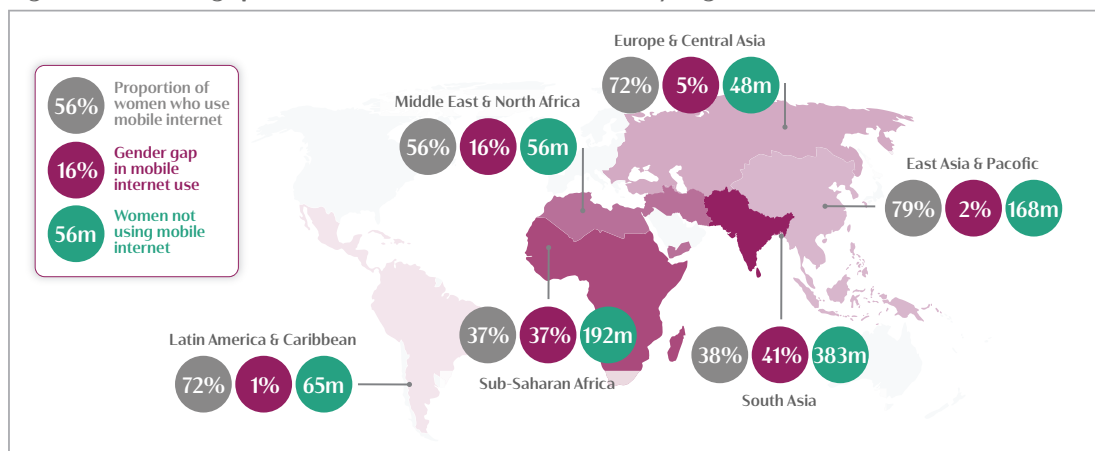 56%
Proportion of
women who use
mobile internet
16%
Gender gap
in mobile
internet use
56m
Women not
using mobile
internet
Europe & Central Asia
72% 5% 48m
Middle East & North Africa
56% 16% 56m
East Asia & Pacofic
79% 2% 168m
Latin America & Caribbean
72% 1% 65m
37% 37% 192m
Sub-Saharan Africa
38% 41% 383m
South Asia